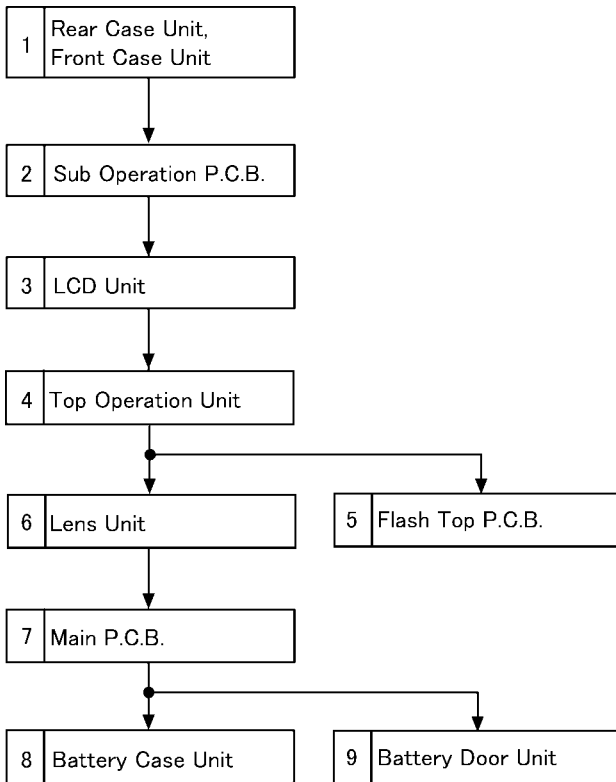 1 Rear Case Unit,
Front Case Unit
2 Sub Operation P.C.B.
3 LCD Unit
4 Top Operation Unit
6 Lens Unit
5 Flash Top P.C.B.
7 Main P.C.B.
8 Battery Case Unit
9 Battery Door Unit